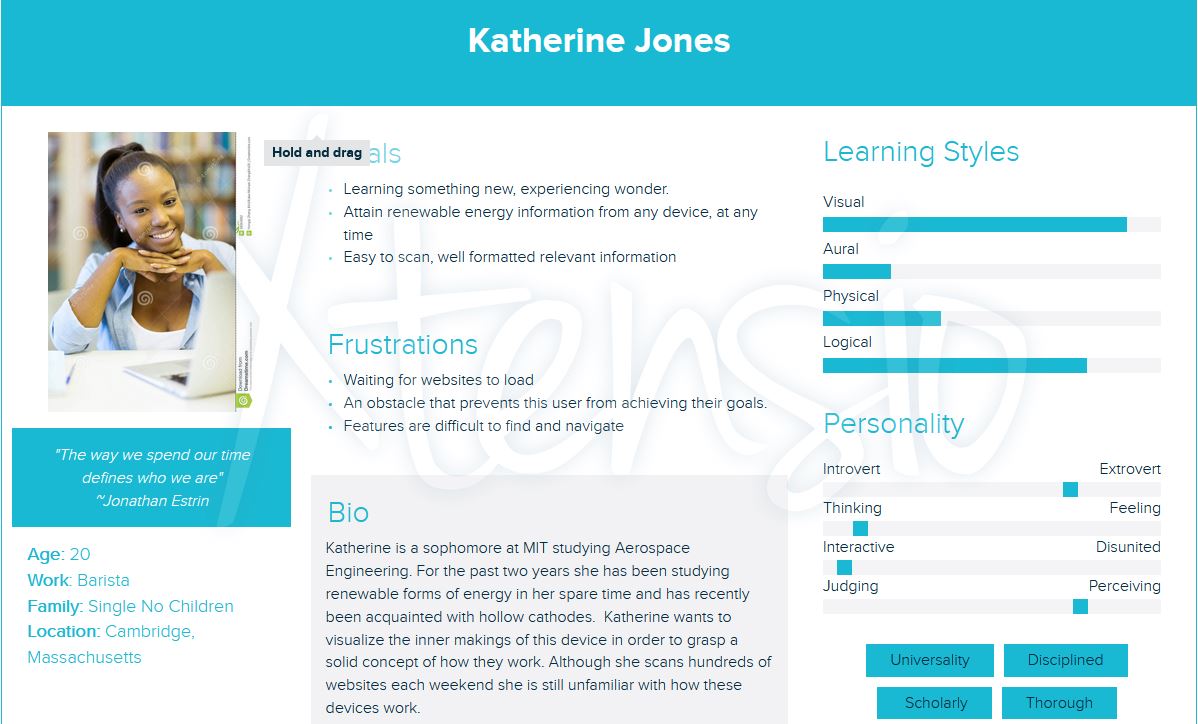 Katherine Jones
Hold and drag
als
Learning something new, experiencing wonder.
Attain renewable energy information from any device, at any
time
Easy to scan, well formatted relevant information
Frustrations
Waiting for websites to load
An obstacle that prevents this user from achieving their goals.
Features are difficult to find and navigate
"The way we spend our time
defines who we are"
~Jonathan Estrin
Age: 20
Work: Barista
Family: Single No Children
Location: Cambridge,
Massachusetts
Bio
Katherine is a sophomore at MIT studying Aerospace
Engineering. For the past two years she has been studying
renewable forms of energy in her spare time and has recently
been acquainted with hollow cathodes.  Katherine wants to
visualize the inner makings of this device in order to grasp a
solid concept of how they work. Although she scans hundreds of
websites each weekend she is still unfamiliar with how these
devices work.
Learning Styles
Visual
Aural
Physical
Logical
Personality
Introvert Extrovert
Thinking Feeling
Interactive Disunited
Judging Perceiving
Universality Disciplined
Scholarly Thorough
Xtensio
Download from
Dreamstime.com